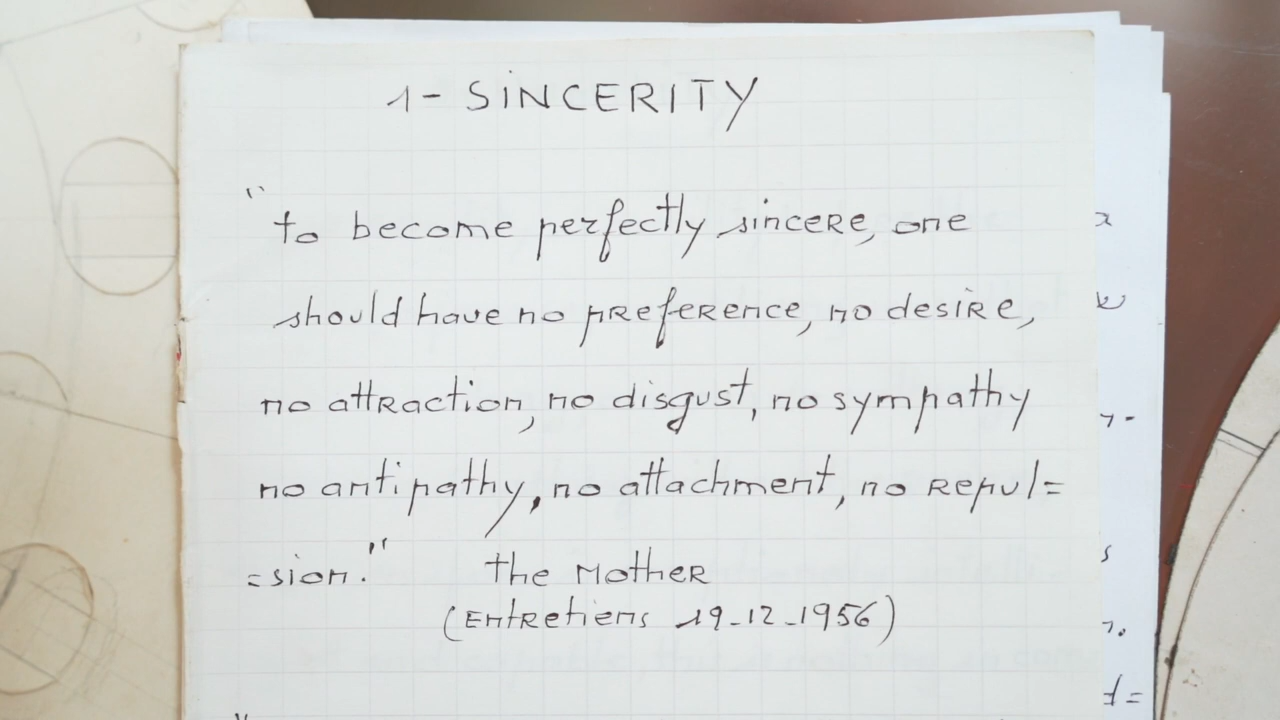 1- SINCERITY
"to become perfectly sincere, one
should have no preference, no desire,
no attraction, no disgust, no sympathy
no antipathy, no attachment, no repul=
=sion."    the Mother
(Entretiens 19-12-1956)